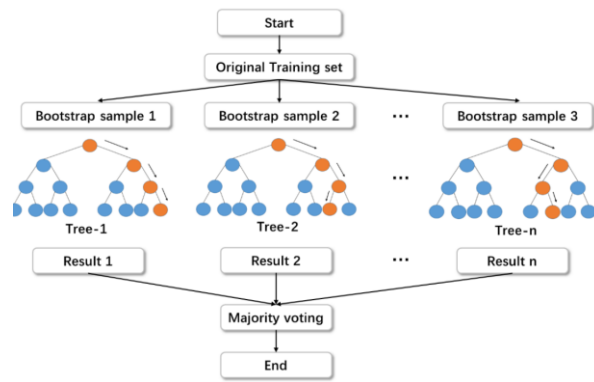 Start
Original Training set
Bootstrap sample 1
Bootstrap sample 2
...
Bootstrap sample 3
...
Tree-1
Tree-2
Tree-n
Result 1
Result 2
...
Result n
Majority voting
End